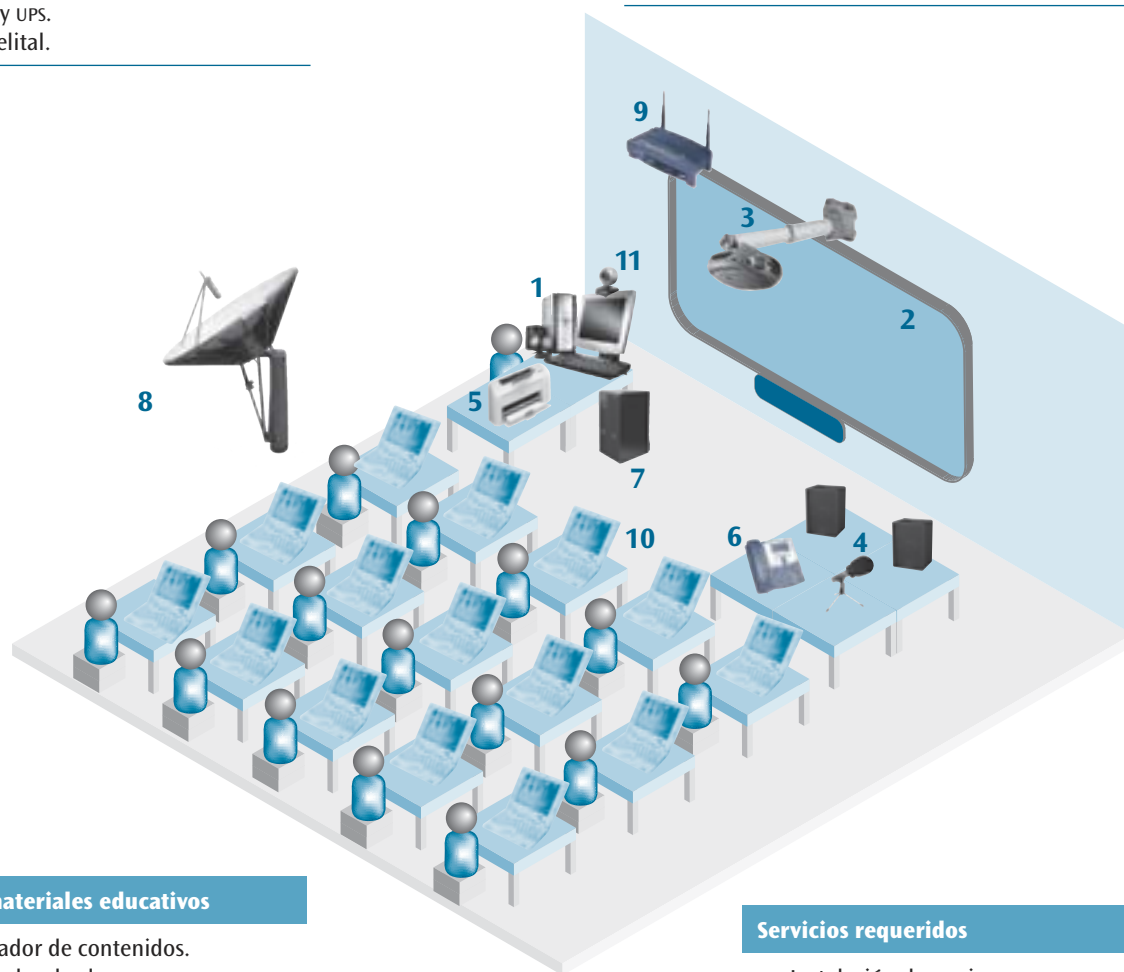 y UPS.
elital.
9
3
11
1
2
8
5
7
10
6
4
ateriales educativos
ador de contenidos.
Servicios requeridos